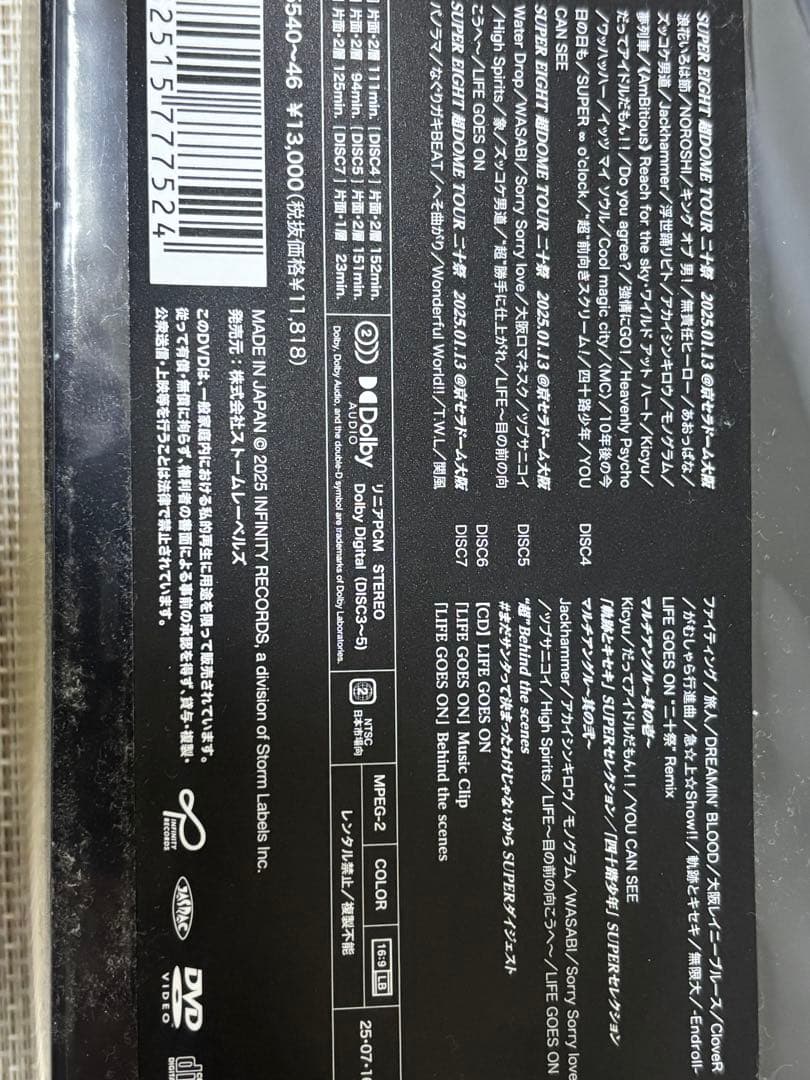 SUPER EIGHT 超DOME TOUR 二十祭 2025.01.13 @京セラドーム大阪
浪花いろは節／NOROSHI／キング オブ 男!／無責任ヒーロー／あおっぱな／
ズッコケ男道／Jackhammer／浮世踊リビト／アカイシンキロウ／モノグラム／
夢列車／〈AmBitious〉Reach for the sky・ワイルド アット ハート／Kicyu／
だってアイドルだもん!!／Do you agree?／強情にGO!／Heavenly Psycho
／ワッハッハー／イッツ マイ ソウル／Cool magic city／〈MC〉／10年後の今
日の日も／SUPER ∞ o'clock／"超"前向きスクリーム!／四十路少年／YOU
CAN SEE
SUPER EIGHT 超DOME TOUR 二十祭 2025.01.13 @京セラドーム大阪
Water Drop／WASABI／Sorry Sorry love／大阪ロマネスク／ツブサニコイ
／High Spirits／象／ズッコケ男道／"超"勝手に仕上がれ／LIFE〜目の前の向
こうへ〜／LIFE GOES ON
SUPER EIGHT 超DOME TOUR 二十祭 2025.01.13 @京セラドーム大阪
パノラマ／なぐりガキBEAT／へそ曲がり／Wonderful World!!／T.W.L／関風
ファイティング／旅人／DREAMIN' BLOOD／大阪レイニーブルース／CloveR
／がむしゃら行進曲／急☆上☆Show!!／軌跡とキセキ／無限大／-Endroll-
LIFE GOES ON "二十祭" Remix
DISC4
マルチアングル〜其の壱〜
Kicyu／だってアイドルだもん!!／YOU CAN SEE
「軌跡とキセキ」SUPERセレクション／「四十路少年」SUPERセレクション
マルチアングル〜其の弐〜
Jackhammer／アカイシンキロウ／モノグラム／WASABI／Sorry Sorry love
／ツブサニコイ／High Spirits／LIFE〜目の前の向こうへ〜／LIFE GOES ON
DISC5
"超"Behind the scenes
#まだサンタって決まったわけじゃないから SUPERダイジェスト
DISC6
[CD] LIFE GOES ON
DISC7
「LIFE GOES ON」Music Clip
「LIFE GOES ON」Behind the scenes
片面・2層 111min. [DISC4] 片面・2層 152min.
片面・2層 94min. [DISC5] 片面・2層 151min.
片面・2層 125min. [DISC7] 片面・1層 23min.
2
Dolby
AUDIO
リニアPCM STEREO
Dolby Digital (DISC3〜5)
Dolby, Dolby Audio, and the double-D symbol are trademarks of Dolby Laboratories.
2
NTSC
日本市場向
MPEG-2
COLOR
16:9 LB
レンタル禁止／複製不能
25・07・1
5540〜46 ¥13,000(税抜価格¥11,818)
2515777524
MADE IN JAPAN © 2025 INFINITY RECORDS, a division of Storm Labels Inc.
発売元：株式会社ストームレーベルズ
このDVDは、一般家庭内における私的再生に用途を限って販売されています。
従って有償・無償に拘らず、権利者の書面による事前の承認を得ず、貸与・複製・
公衆送信・上映等を行うことは法律で禁止されています。
INFINITY
RECORDS
JASRAC
DVD
VIDEO
DIGITAL